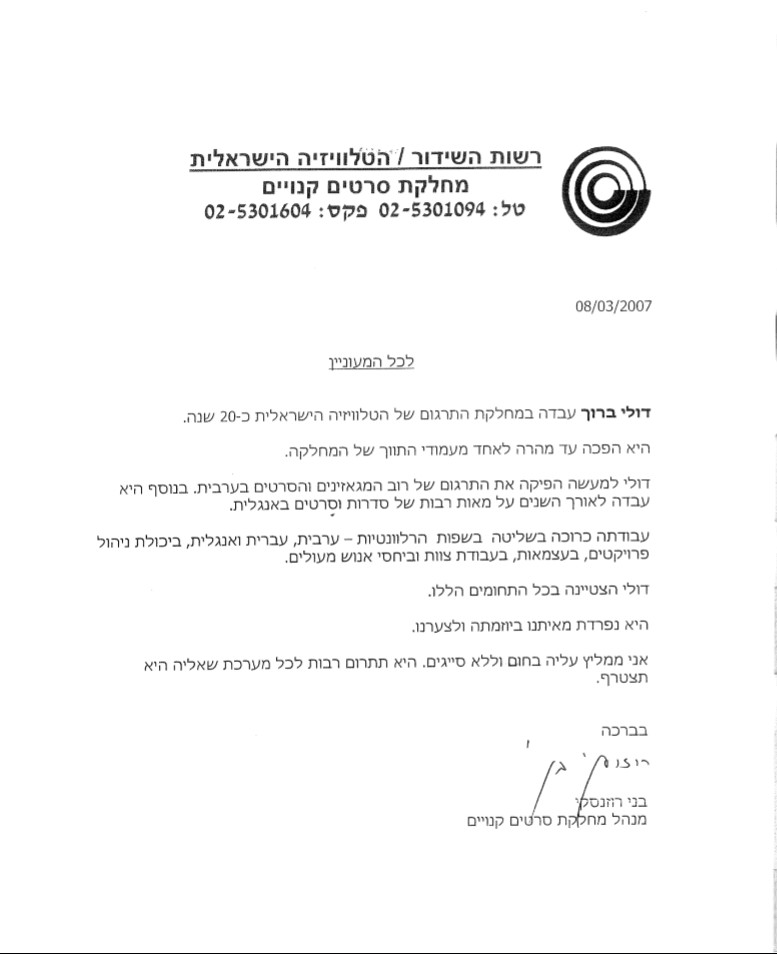 רשות השידור / הטלוויזיה הישראלית
מחלקת סרטים קנויים
טל: 02-5301094 פקס: 02-5301604
08/03/2007
לכל המעוניין
דולי ברוך עבדה במחלקת התרגום של הטלוויזיה הישראלית כ-20 שנה.
היא הפכה עד מהרה לאחד מעמודי התווך של המחלקה.
דולי למעשה הפיקה את התרגום של רוב המגאזינים והסרטים בערבית. בנוסף היא
עבדה לאורך השנים על מאות רבות של סדרות וסרטים באנגלית.
עבודתה כרוכה בשליטה בשפות הרלוונטיות – ערבית, עברית ואנגלית, ביכולת ניהול
פרויקטים, בעצמאות, בעבודת צוות וביחסי אנוש מעולים.
דולי הצטיינה בכל התחומים הללו.
היא נפרדת מאיתנו ביוזמתה ולצערנו.
אני ממליץ עליה בחום וללא סייגים. היא תתרום רבות לכל מערכת שאליה היא
תצטרף.
בברכה
בני רוזנסקי
מנהל מחלקת סרטים קנויים